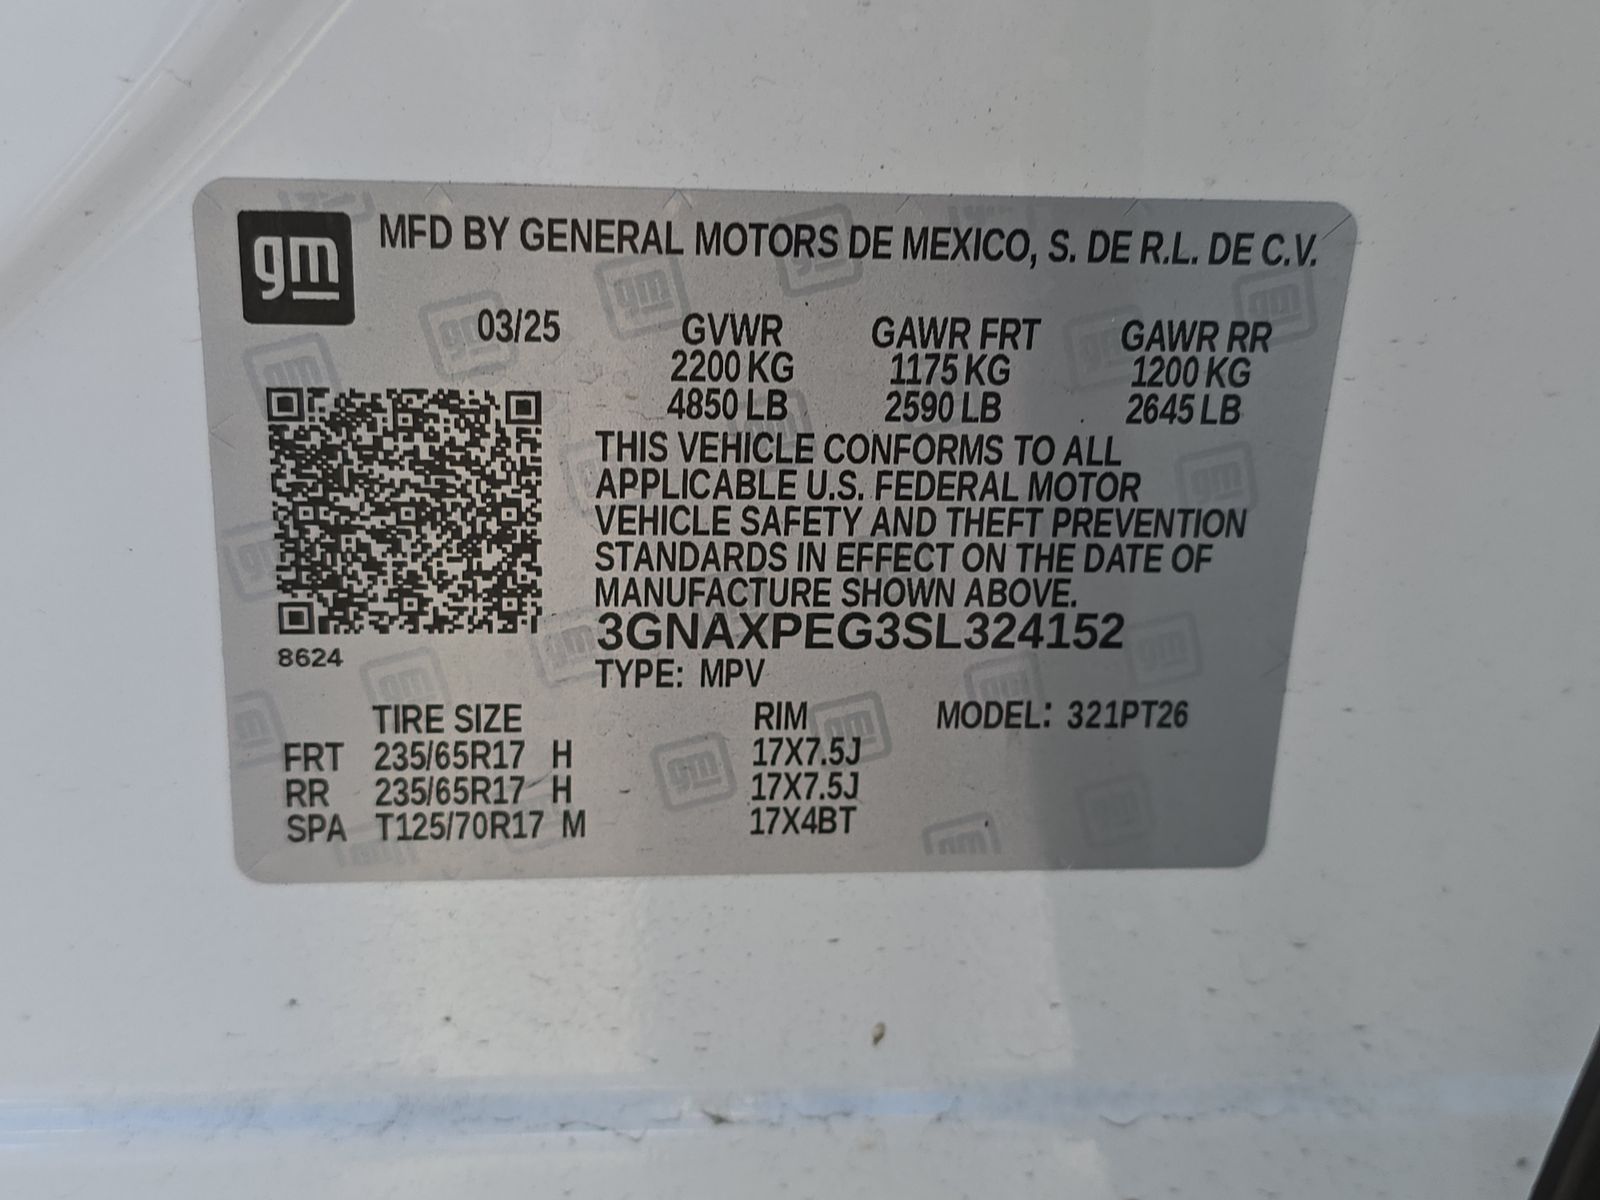 gm
MFD BY GENERAL MOTORS DE MEXICO, S. DE R.L. DE C.V.
03/25 GVWR GAWR FRT GAWR RR
2200 KG 1175 KG 1200 KG
4850 LB 2590 LB 2645 LB
THIS VEHICLE CONFORMS TO ALL
APPLICABLE U.S. FEDERAL MOTOR
VEHICLE SAFETY AND THEFT PREVENTION
STANDARDS IN EFFECT ON THE DATE OF
MANUFACTURE SHOWN ABOVE.
3GNAXPEG3SL324152
8624
TYPE: MPV
TIRE SIZE RIM MODEL: 321PT26
FRT 235/65R17 H 17X7.5J
RR 235/65R17 H 17X7.5J
SPA T125/70R17 M 17X4BT